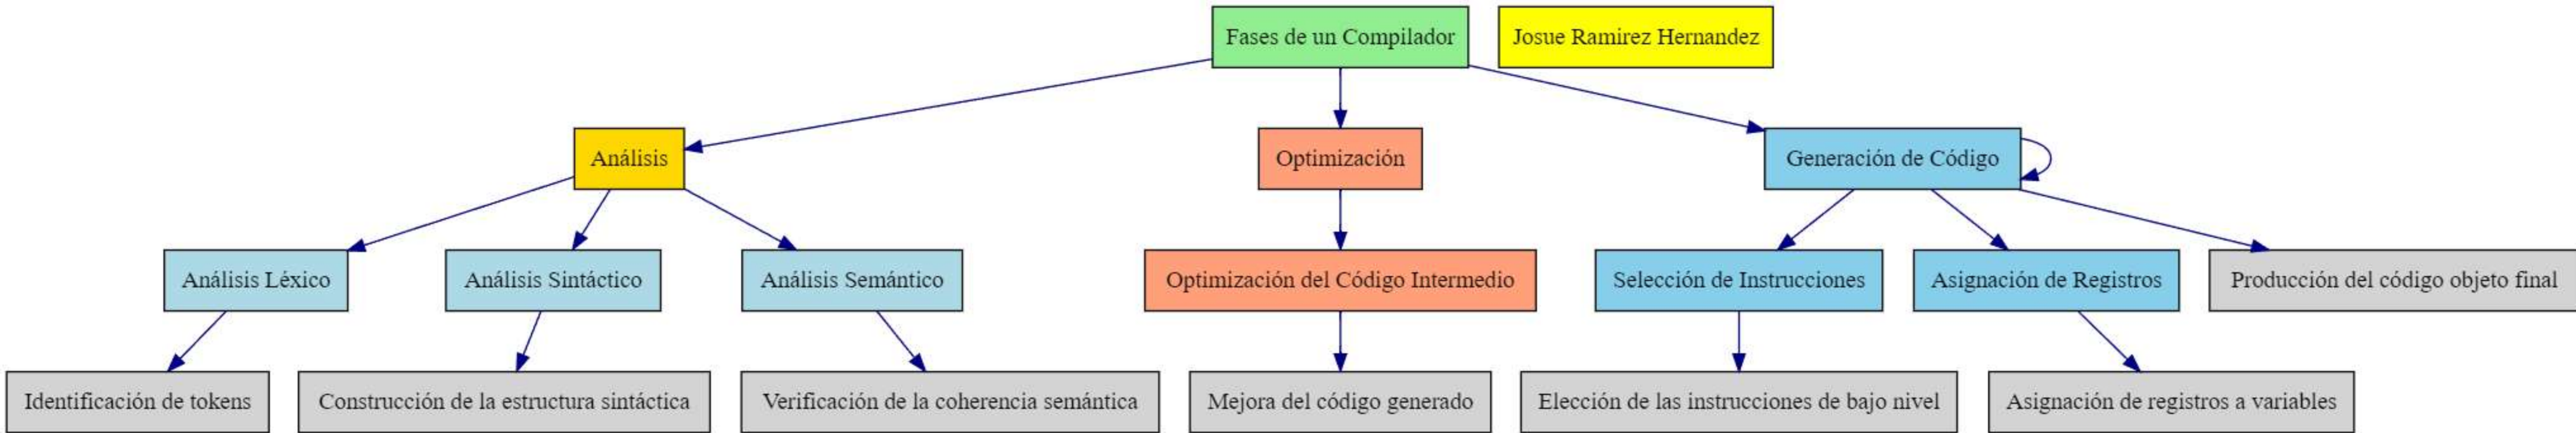 Fases de un Compilador
Josue Ramirez Hernandez
Análisis
Optimización
Generación de Código
Análisis Léxico
Análisis Sintáctico
Análisis Semántico
Optimización del Código Intermedio
Selección de Instrucciones
Asignación de Registros
Producción del código objeto final
Identificación de tokens
Construcción de la estructura sintáctica
Verificación de la coherencia semántica
Mejora del código generado
Elección de las instrucciones de bajo nivel
Asignación de registros a variables